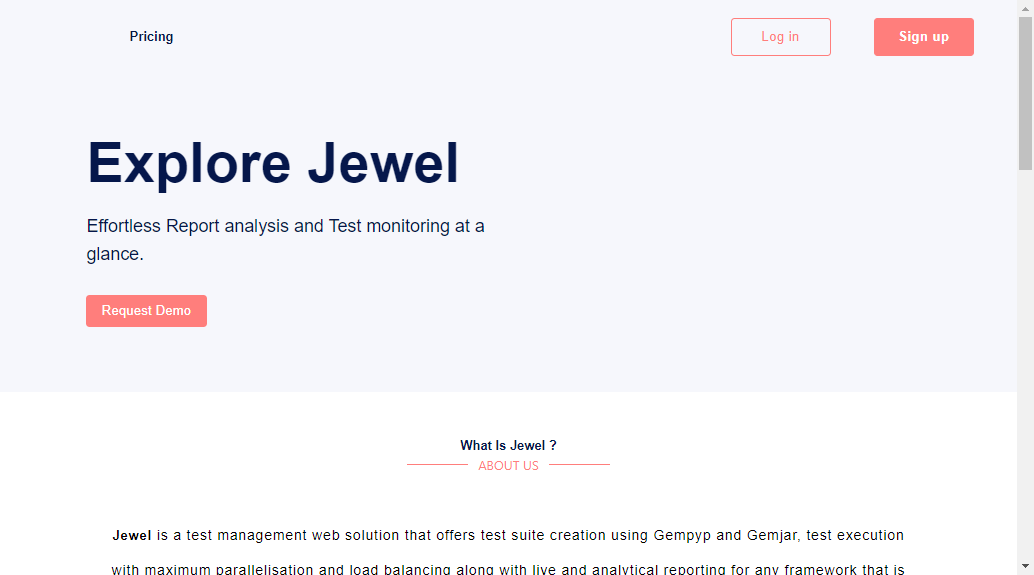 Pricing
Log in
Sign up
Explore Jewel
Effortless Report analysis and Test monitoring at a
glance.
Request Demo
What Is Jewel ?
ABOUT US
Jewel is a test management web solution that offers test suite creation using Gempyp and Gemjar, test execution
with maximum parallelisation and load balancing along with live and analytical reporting for any framework that is